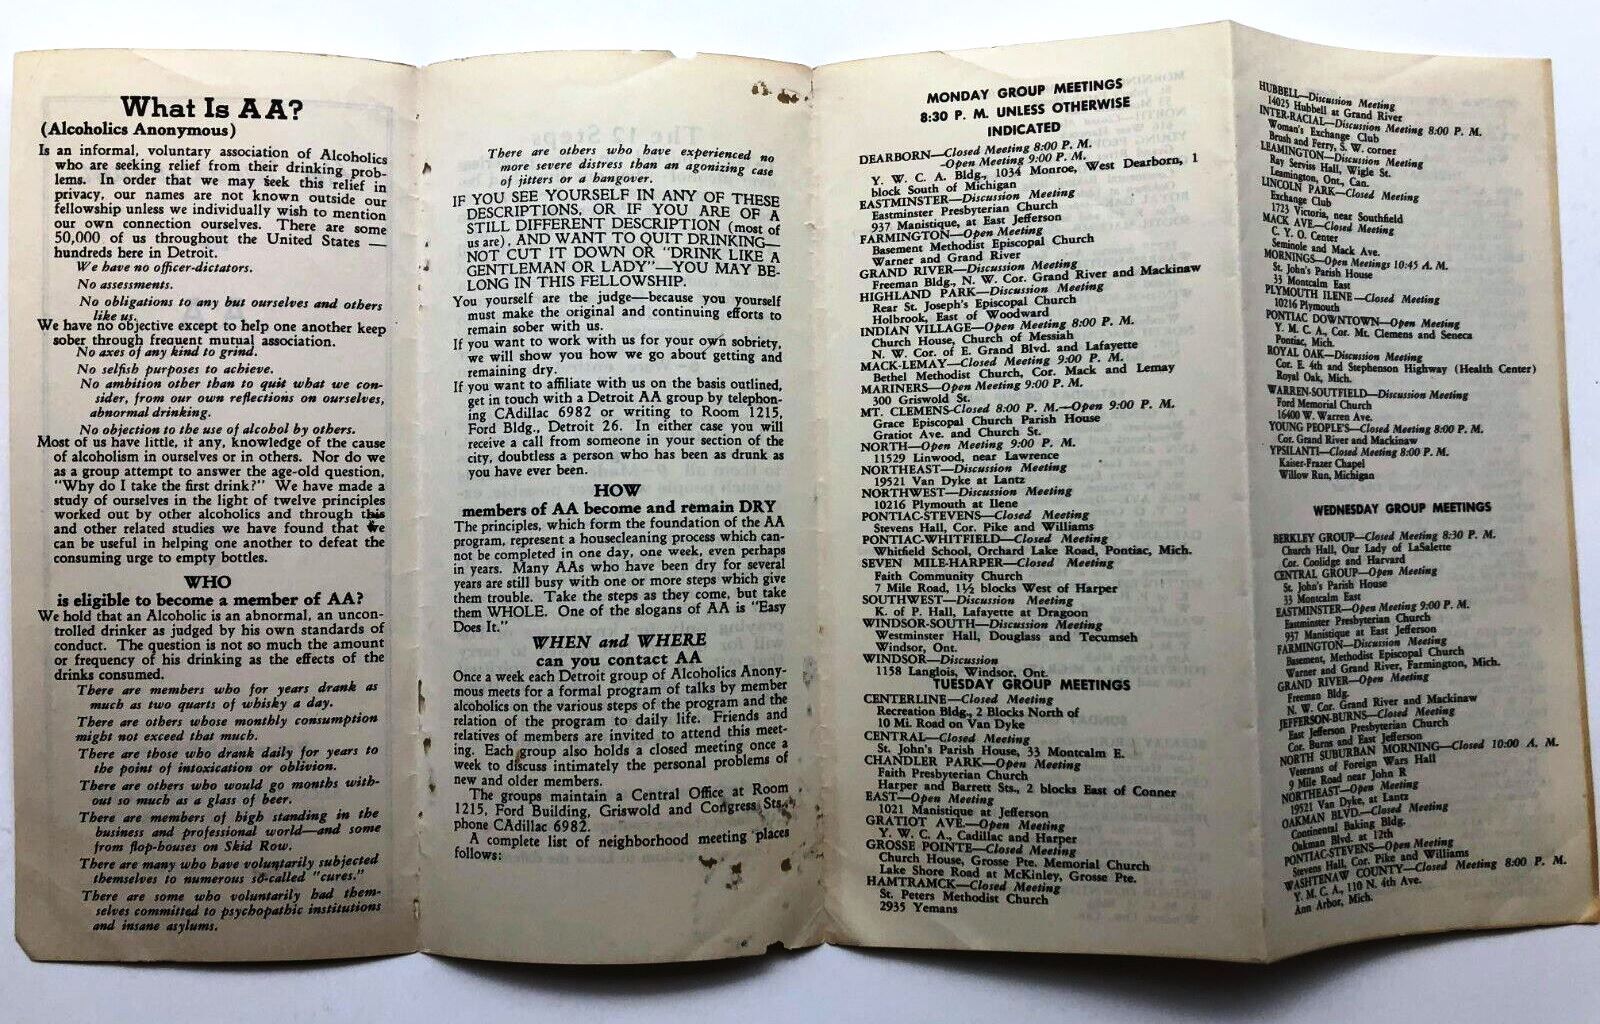 What Is AA?
(Alcoholics Anonymous)
Is an informal, voluntary association of Alcoholics
who are seeking relief from their drinking prob-
lems. In order that we may seek this relief in
privacy, our names are not known outside our
fellowship unless we individually wish to mention
our own connection ourselves. There are some
50,000 of us throughout the United States —
hundreds here in Detroit.
We have no officer-dictators.
No assessments.
No obligations to any but ourselves and others
like us.
We have no objective except to help one another keep
sober through frequent mutual association.
No axes of any kind to grind.
No selfish purposes to achieve.
No ambition other than to quit what we con-
sider, from our own reflections on ourselves,
abnormal drinking.
No objection to the use of alcohol by others.
Most of us have little, if any, knowledge of the cause
of alcoholism in ourselves or in others. Nor do we
as a group attempt to answer the age-old question,
"Why do I take the first drink?" We have made a
study of ourselves in the light of twelve principles
worked out by other alcoholics and through this
and other related studies we have found that we
can be useful in helping one another to defeat the
consuming urge to empty bottles.
WHO
is eligible to become a member of AA?
We hold that an Alcoholic is an abnormal, an uncon-
trolled drinker as judged by his own standards of
conduct. The question is not so much the amount
or frequency of his drinking as the effects of the
drinks consumed.
There are members who for years drank as
much as two quarts of whisky a day.
There are others whose monthly consumption
might not exceed that much.
There are those who drank daily for years to
the point of intoxication or oblivion.
There are others who would go months with-
out so much as a glass of beer.
There are members of high standing in the
business and professional world—and some
from flop-houses on Skid Row.
There are many who have voluntarily subjected
themselves to numerous so-called "cures."
There are some who voluntarily had them-
selves committed to psychopathic institutions
and insane asylums.
There are others who have experienced no
more severe distress than an agonizing case
of jitters or a hangover.
IF YOU SEE YOURSELF IN ANY OF THESE
DESCRIPTIONS, OR IF YOU ARE OF A
STILL DIFFERENT DESCRIPTION (most of
us are), AND WANT TO QUIT DRINKING—
NOT CUT IT DOWN OR "DRINK LIKE A
GENTLEMAN OR LADY"—YOU MAY BE-
LONG IN THIS FELLOWSHIP.
You yourself are the judge—because you yourself
must make the original and continuing efforts to
remain sober with us.
If you want to work with us for your own sobriety,
we will show you how we go about getting and
remaining dry.
If you want to affiliate with us on the basis outlined,
get in touch with a Detroit AA group by telephon-
ing CAdillac 6982 or writing to Room 1215,
Ford Bldg., Detroit 26. In either case you will
receive a call from someone in your section of the
city, doubtless a person who has been as drunk as
you have ever been.
HOW
members of AA become and remain DRY
The principles, which form the foundation of the AA
program, represent a housecleaning process which can-
not be completed in one day, one week, even perhaps
in years. Many AAs who have been dry for several
years are still busy with one or more steps which give
them trouble. Take the steps as they come, but take
them WHOLE. One of the slogans of AA is "Easy
Does It."
WHEN and WHERE
can you contact AA
Once a week each Detroit group of Alcoholics Anony-
mous meets for a formal program of talks by member
alcoholics on the various steps of the program and the
relation of the program to daily life. Friends and
relatives of members are invited to attend this meet-
ing. Each group also holds a closed meeting once a
week to discuss intimately the personal problems of
new and older members.
The groups maintain a Central Office at Room
1215, Ford Building, Griswold and Congress Sts.,
phone CAdillac 6982.
A complete list of neighborhood meeting places
follows:
MONDAY GROUP MEETINGS
8:30 P. M. UNLESS OTHERWISE
INDICATED
DEARBORN—Closed Meeting 8:00 P. M.
-Open Meeting 9:00 P. M.
Y. W. C. A. Bldg., 1034 Monroe, West Dearborn, 1
block South of Michigan
EASTMINSTER—Discussion Meeting
Eastminster Presbyterian Church
937 Manistique, at East Jefferson
FARMINGTON—Open Meeting
Basement Methodist Episcopal Church
Warner and Grand River
GRAND RIVER—Discussion Meeting
Freeman Bldg., N. W. Cor. Grand River and Mackinaw
HIGHLAND PARK—Discussion Meeting
Rear St. Joseph's Episcopal Church
Holbrook, East of Woodward
INDIAN VILLAGE—Open Meeting 8:00 P. M.
Church House, Church of Messiah
N. W. Cor. of E. Grand Blvd. and Lafayette
MACK-LEMAY—Closed Meeting 9:00 P. M.
Bethel Methodist Church, Cor. Mack and Lemay
MARINERS—Open Meeting 9:00 P. M.
300 Griswold St.
MT. CLEMENS-Closed 8:00 P. M.—Open 9:00 P. M.
Grace Episcopal Church Parish House
Gratiot Ave. and Church St.
NORTH—Open Meeting 9:00 P. M.
11529 Linwood, near Lawrence
NORTHEAST—Discussion Meeting
19521 Van Dyke at Lantz
NORTHWEST—Discussion Meeting
10216 Plymouth at Ilene
PONTIAC-STEVENS—Closed Meeting
Stevens Hall, Cor. Pike and Williams
PONTIAC-WHITFIELD—Closed Meeting
Whitfield School, Orchard Lake Road, Pontiac, Mich.
SEVEN MILE-HARPER—Closed Meeting
Faith Community Church
7 Mile Road, 1½ blocks West of Harper
SOUTHWEST—Discussion Meeting
K. of P. Hall, Lafayette at Dragoon
WINDSOR-SOUTH—Discussion Meeting
Westminster Hall, Douglass and Tecumseh
Windsor, Ont.
WINDSOR—Discussion
1158 Langlois, Windsor, Ont.
TUESDAY GROUP MEETINGS
CENTERLINE—Closed Meeting
Recreation Bldg., 2 Blocks North of
10 Mi. Road on Van Dyke
CENTRAL—Closed Meeting
St. John's Parish House, 33 Montcalm E.
CHANDLER PARK—Open Meeting
Faith Presbyterian Church
Harper and Barrett Sts., 2 blocks East of Conner
EAST—Open Meeting
1021 Manistique at Jefferson
GRATIOT AVE.—Open Meeting
Y. W. C. A., Cadillac and Harper
GROSSE POINTE—Closed Meeting
Church House, Grosse Pte. Memorial Church
Lake Shore Road at McKinley, Grosse Pte.
HAMTRAMCK—Closed Meeting
St. Peters Methodist Church
2935 Yemans
HUBBELL—Discussion Meeting
14025 Hubbell at Grand River
INTER-RACIAL—Discussion Meeting 8:00 P. M.
Woman's Exchange Club
Brush and Ferry, S. W. corner
LEAMINGTON—Discussion Meeting
Ray Serviss Hall, Wigle St.
Leamington, Ont., Can.
LINCOLN PARK—Closed Meeting
Exchange Club
1723 Victoria, near Southfield
MACK AVE.—Closed Meeting
C. Y. O. Center
Seminole and Mack Ave.
MORNINGS—Open Meetings 10:45 A. M.
St. John's Parish House
33 Montcalm East
PLYMOUTH ILENE—Closed Meeting
10216 Plymouth
PONTIAC DOWNTOWN—Open Meeting
Y. M. C. A., Cor. Mt. Clemens and Seneca
Pontiac, Mich.
ROYAL OAK—Discussion Meeting
Cor. E. 4th and Stephenson Highway (Health Center)
Royal Oak, Mich.
WARREN-SOUTFIELD—Discussion Meeting
Ford Memorial Church
16400 W. Warren Ave.
YOUNG PEOPLE'S—Closed Meeting 8:00 P. M.
Cor. Grand River and Mackinaw
YPSILANTI—Closed Meeting 8:00 P. M.
Kaiser-Frazer Chapel
Willow Run, Michigan
WEDNESDAY GROUP MEETINGS
BERKLEY GROUP—Closed Meeting 8:30 P. M.
Church Hall, Our Lady of LaSalette
Cor. Coolidge and Harvard
CENTRAL GROUP—Open Meeting
St. John's Parish House
33 Montcalm East
EASTMINSTER—Open Meeting 9:00 P. M.
Eastminster Presbyterian Church
937 Manistique at East Jefferson
FARMINGTON—Discussion Meeting
Basement, Methodist Episcopal Church
Warner and Grand River, Farmington, Mich.
GRAND RIVER—Open Meeting
Freeman Bldg.
N. W. Cor. Grand River and Mackinaw
JEFFERSON-BURNS—Closed Meeting
East Jefferson Presbyterian Church
Cor. Burns and East Jefferson
NORTH SUBURBAN MORNING—Closed 10:00 A. M.
Veterans of Foreign Wars Hall
9 Mile Road near John R
NORTHEAST—Open Meeting
19521 Van Dyke, at Lantz
OAKMAN BLVD.—Closed Meeting
Continental Baking Bldg.
Oakman Blvd. at 12th
PONTIAC-STEVENS—Open Meeting
Stevens Hall, Cor. Pike and Williams
WASHTENAW COUNTY—Closed Meeting 8:00 P. M.
Y. M. C. A., 110 N. 4th Ave.
Ann Arbor, Mich.